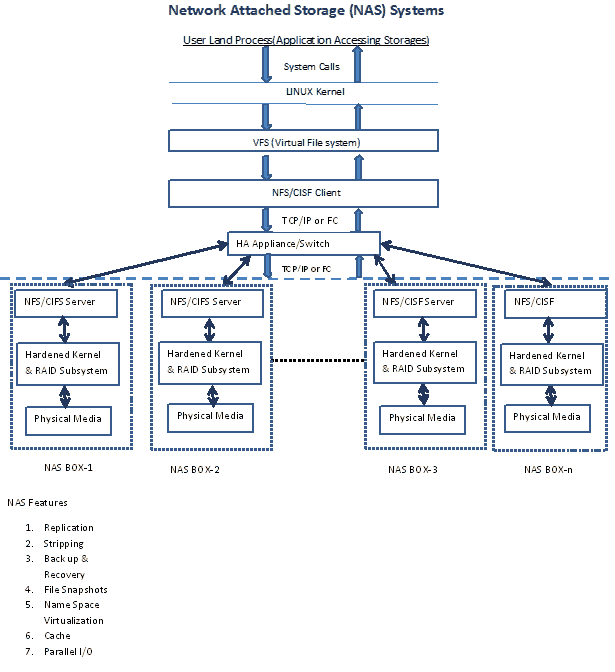 Network Attached Storage (NAS) Systems
User Land Process(Application Accessing Storages)
System Calls
LINUX Kernel
VFS (Virtual File system)
NFS/CISF Client
TCP/IP or FC
HA Appliance/Switch
TCP/IP or FC
NFS/CIFS Server
Hardened Kernel
& RAID Subsystem
Physical Media
NAS BOX-1
NFS/CIFS Server
Hardened Kernel
& RAID Subsystem
Physical Media
NAS BOX-2
NFS/CISF Server
Hardened Kernel
& RAID Subsystem
Physical Media
NAS BOX-3
NFS/CISF
Hardened Kernel
& RAID Subsystem
Physical Media
NAS BOX-n
NAS Features
1. Replication
2. Stripping
3. Back up &
Recovery
4. File Snapshots
5. Name Space
Virtualization
6. Cache
7. Parallel I/O